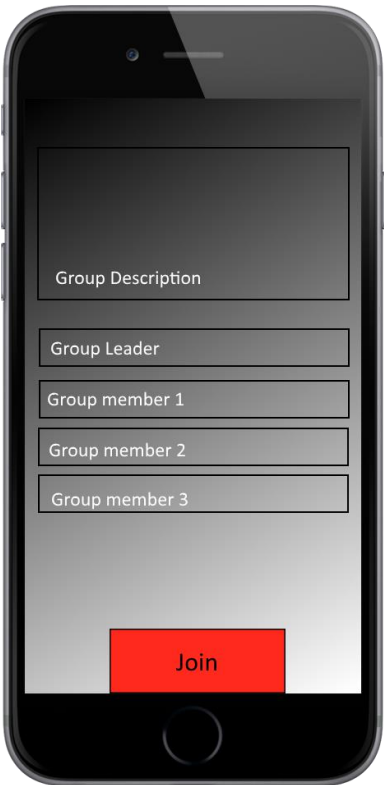 Group Description
Group Leader
Group member 1
Group member 2
Group member 3
Join